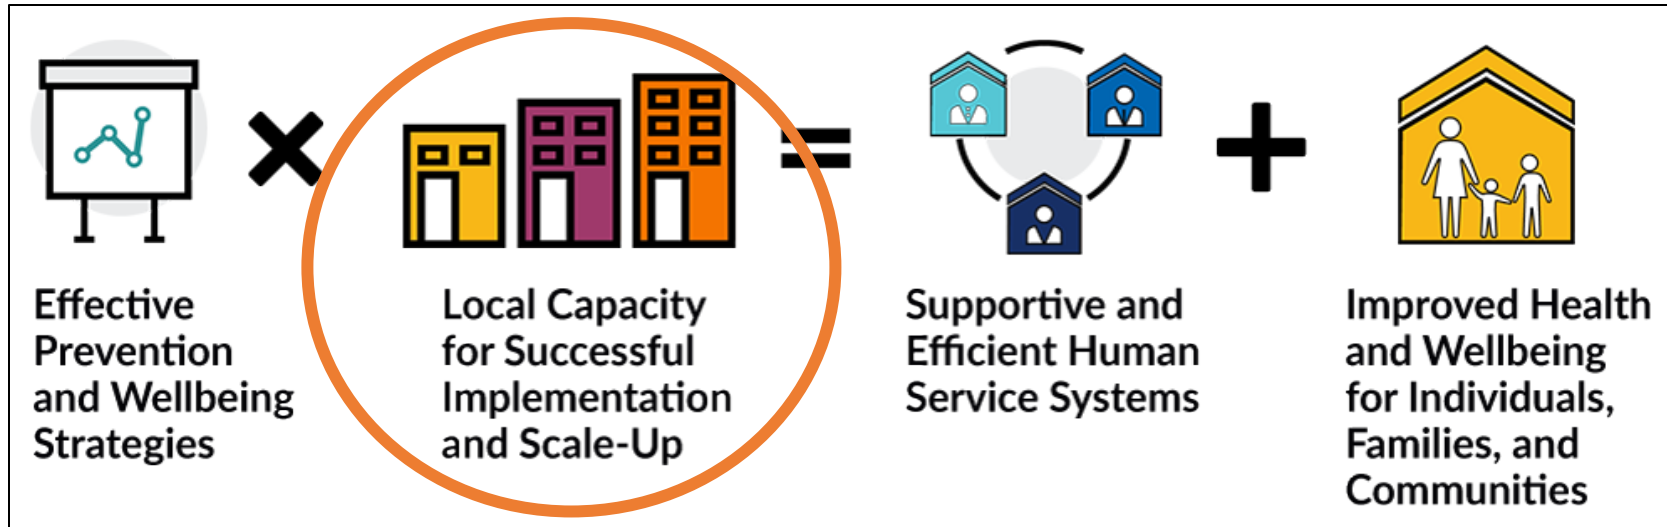 Effective
Prevention
and Wellbeing
Strategies
Local Capacity
for Successful
Implementation
and Scale-Up
Supportive and
Efficient Human
Service Systems
Improved Health
and Wellbeing
for Individuals,
Families, and
Communities